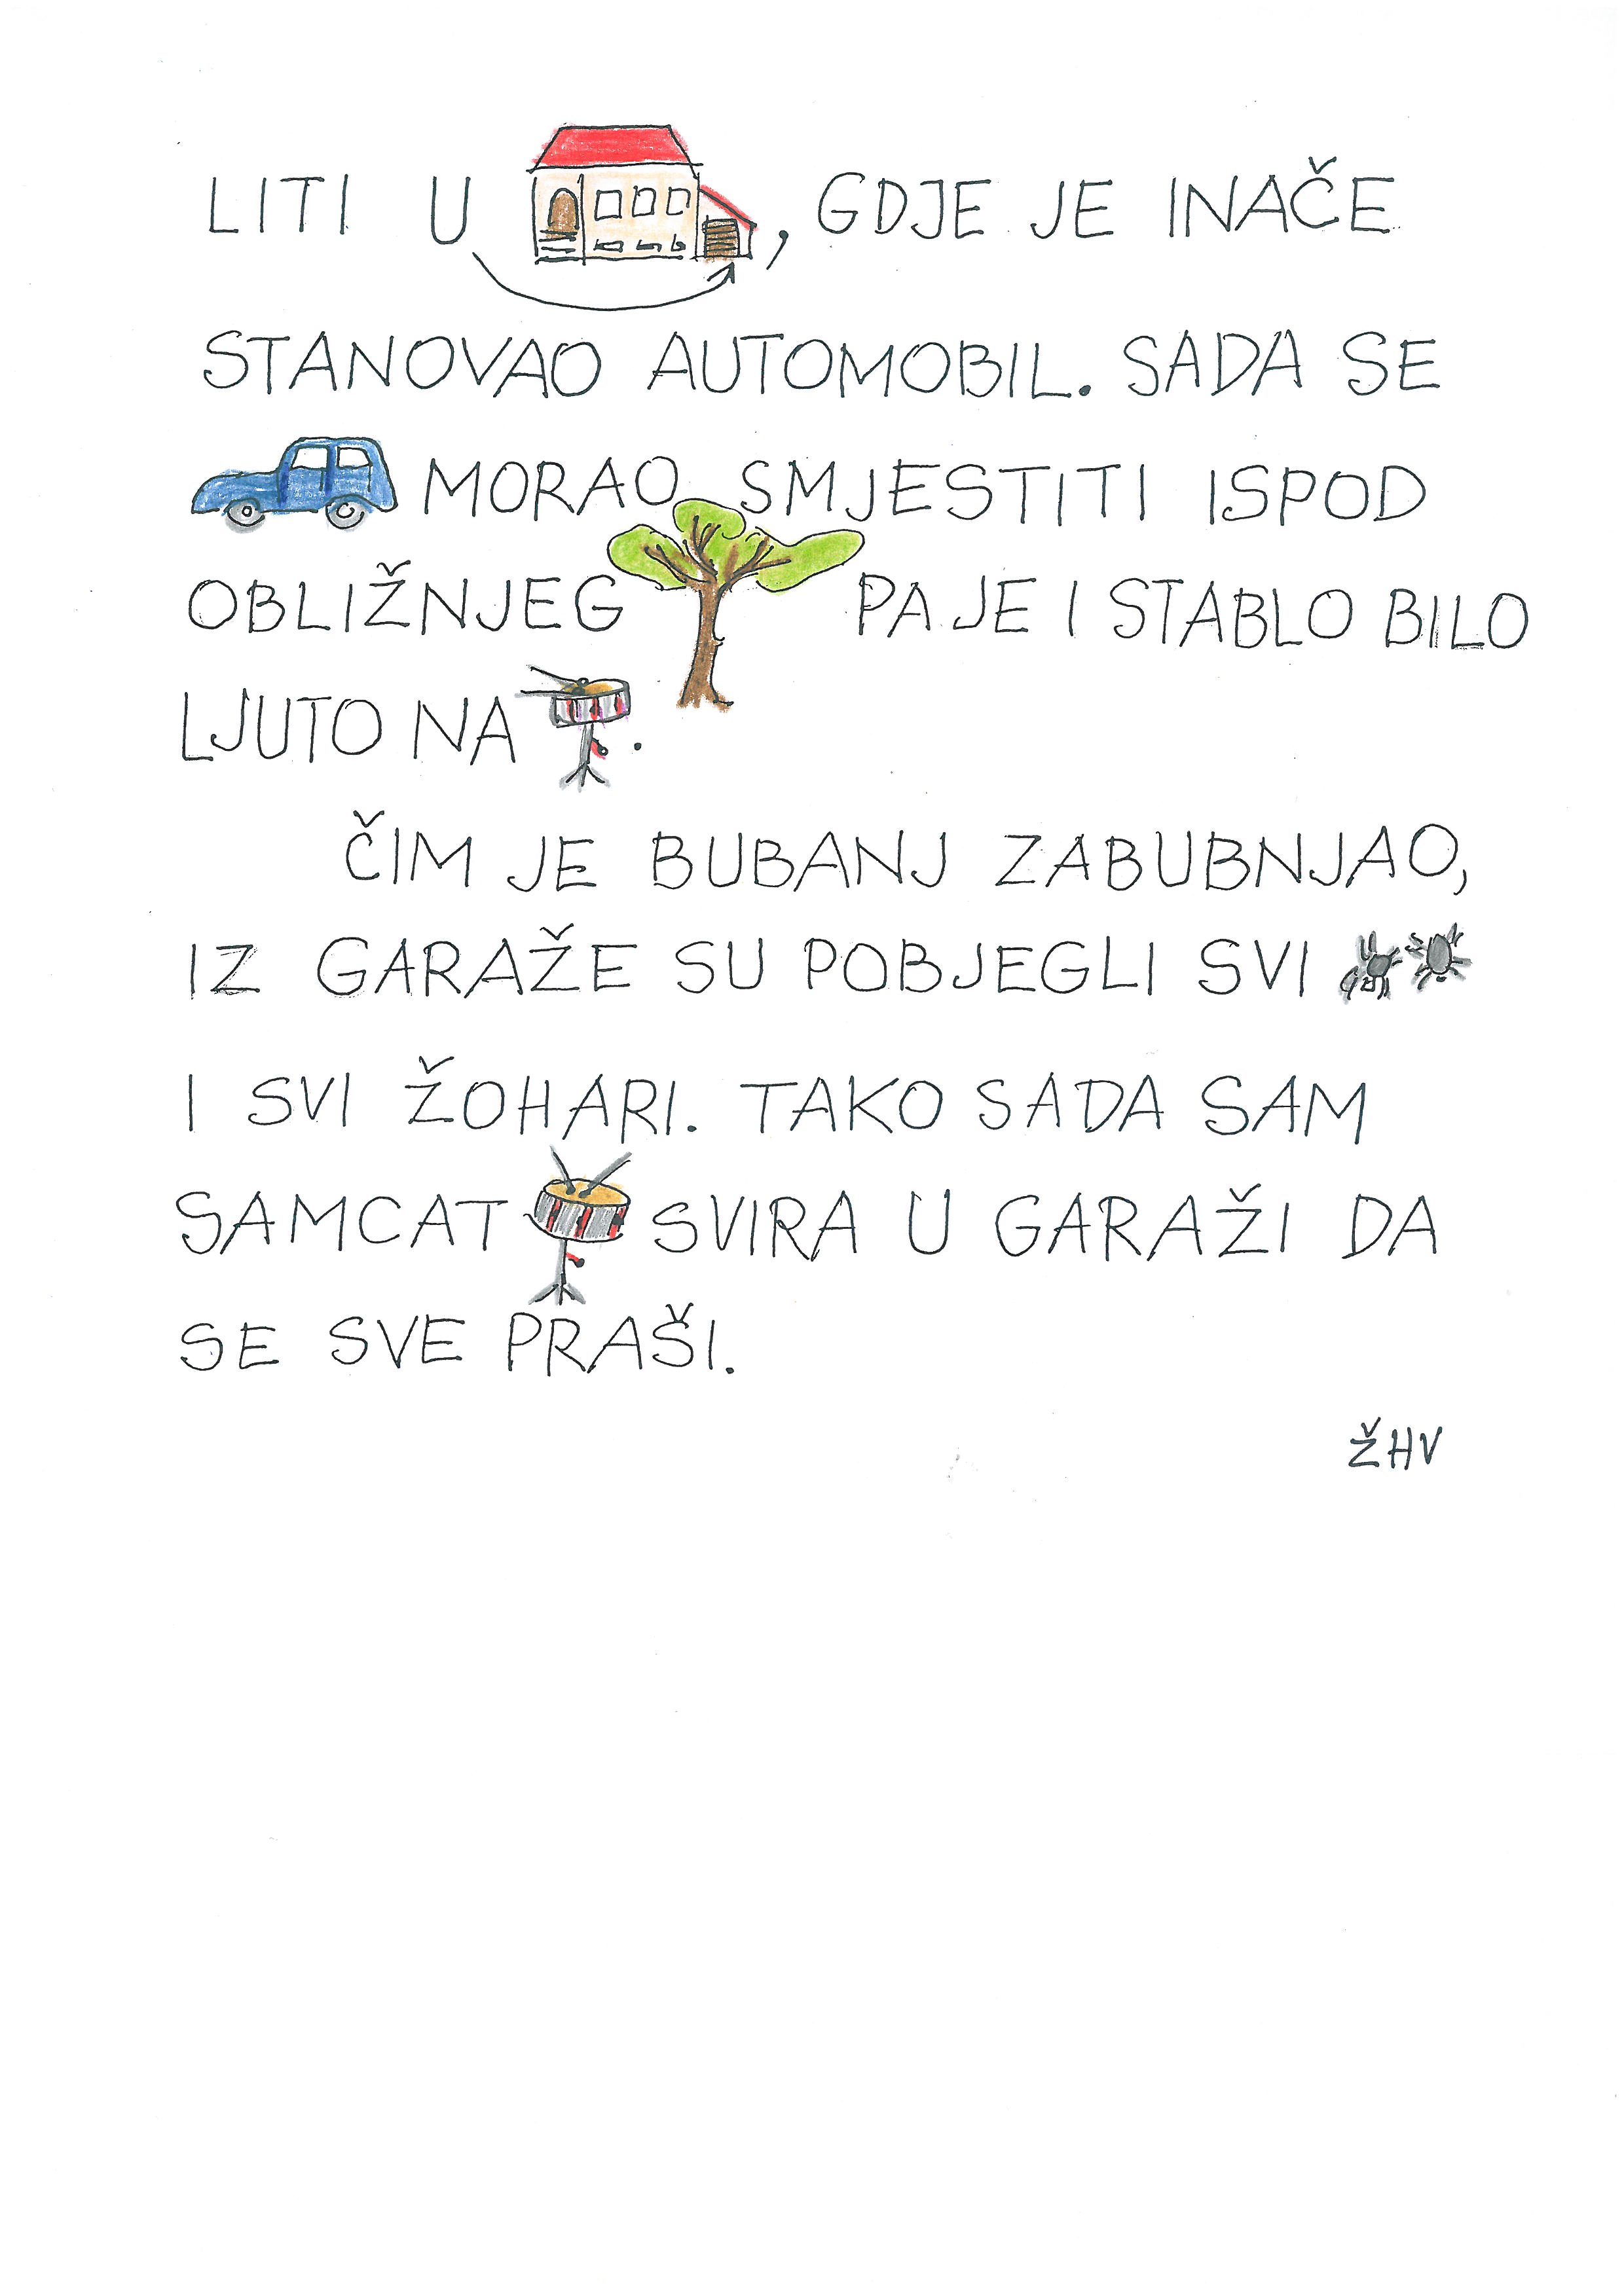 LITI U , GDJE JE INAČE
STANOVAO AUTOMOBIL. SADA SE
MORAO SMJESTITI ISPOD
OBLIŽNJEG PA JE I STABLO BILO
LJUTO NA .
ČIM JE BUBANJ ZABUBNJAO,
IZ GARAŽE SU POBJEGLI SVI
I SVI ŽOHARI. TAKO SADA SAM
SAMCAT SVIRA U GARAŽI DA
SE SVE PRAŠI.
ŽHV